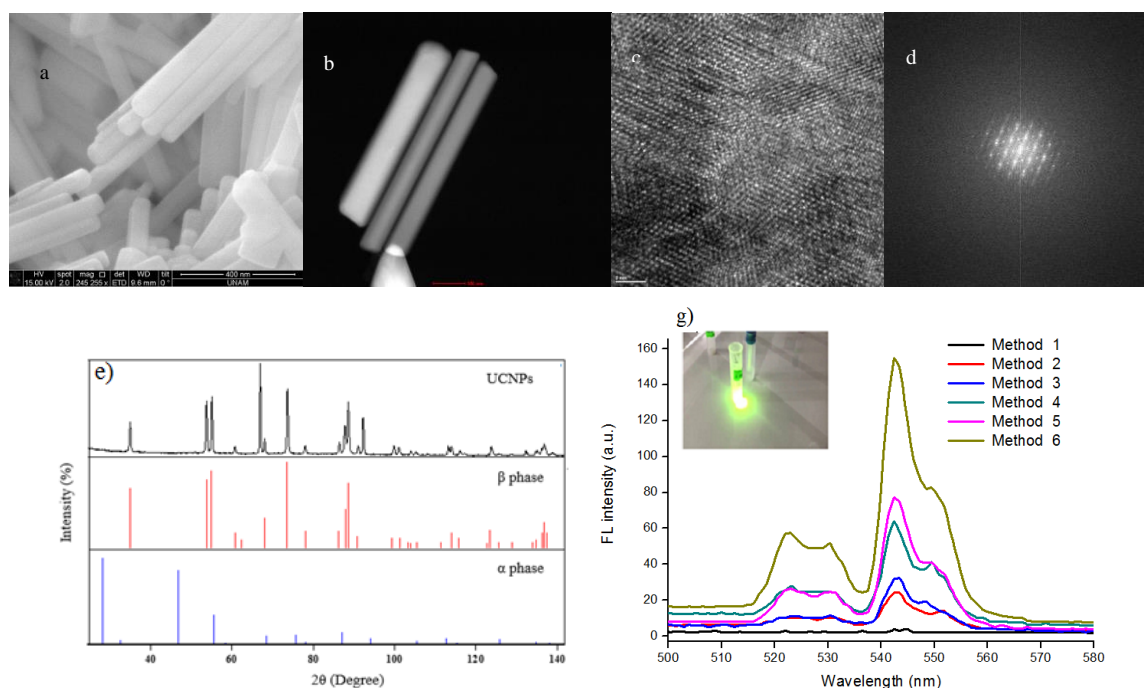 a
b
c
d
HV
spot
mag
det
WD
tilt
400 nm
15.00 kV
2.0
245 255 x
ETD
9.6 mm
0 °
UNAM
e)
UCNPs
β phase
α phase
Intensity (%)
40
60
80
100
120
140
2θ (Degree)
g)
Method 1
Method 2
Method 3
Method 4
Method 5
Method 6
FL intensity (a.u.)
160
140
120
100
80
60
40
20
0
500
510
520
530
540
550
560
570
580
Wavelength (nm)